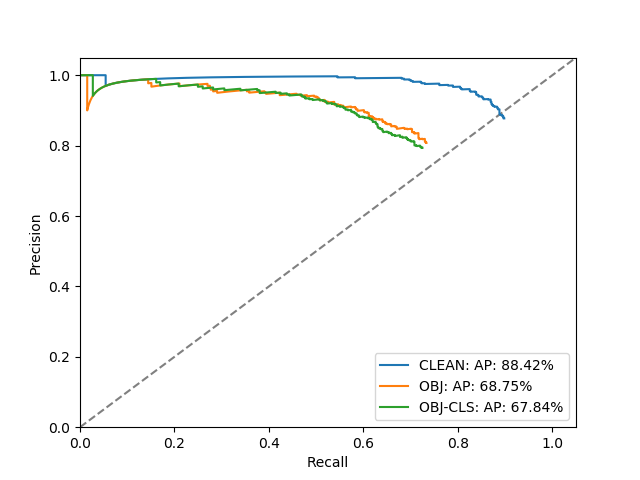 1.0
0.8
0.6
0.4
0.2
0.0
Precision
0.0 0.2 0.4 0.6 0.8 1.0
Recall
CLEAN: AP: 88.42%
OBJ: AP: 68.75%
OBJ-CLS: AP: 67.84%